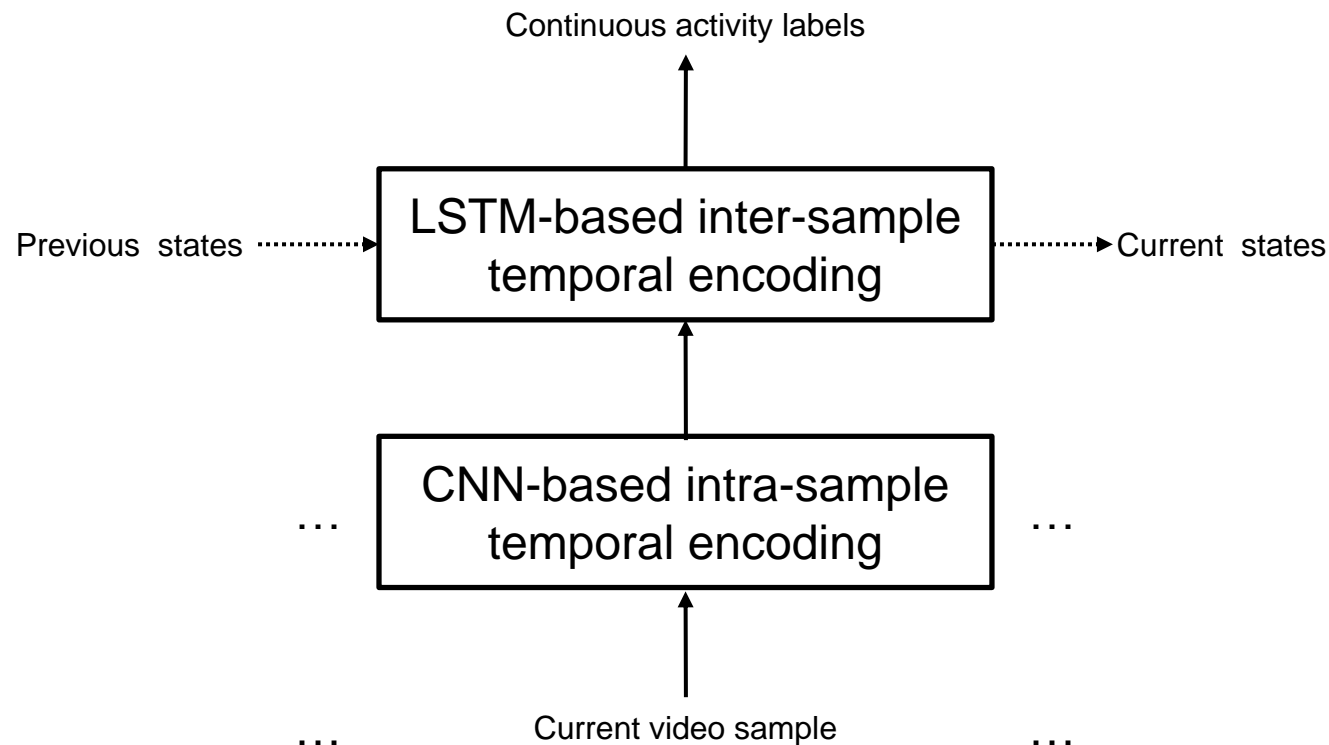 Continuous activity labels
LSTM-based inter-sample
temporal encoding
Previous states
Current states
CNN-based intra-sample
temporal encoding
... ...
Current video sample
... ...